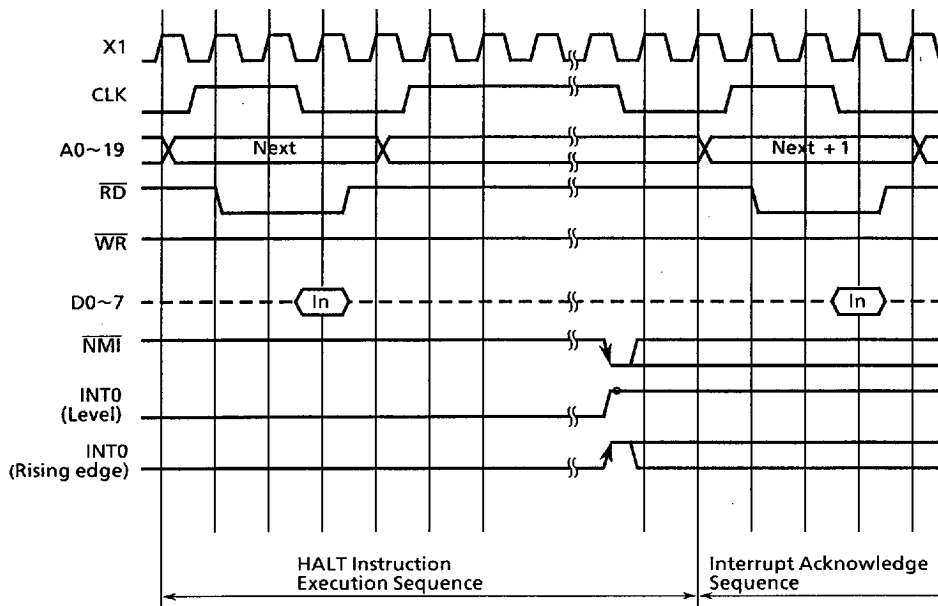 X1
CLK
A0~19
Next
Next + 1
RD
WR
D0~7
In
In
NMI
INT0
(Level)
INT0
(Rising edge)
HALT Instruction
Execution Sequence
Interrupt Acknowledge
Sequence